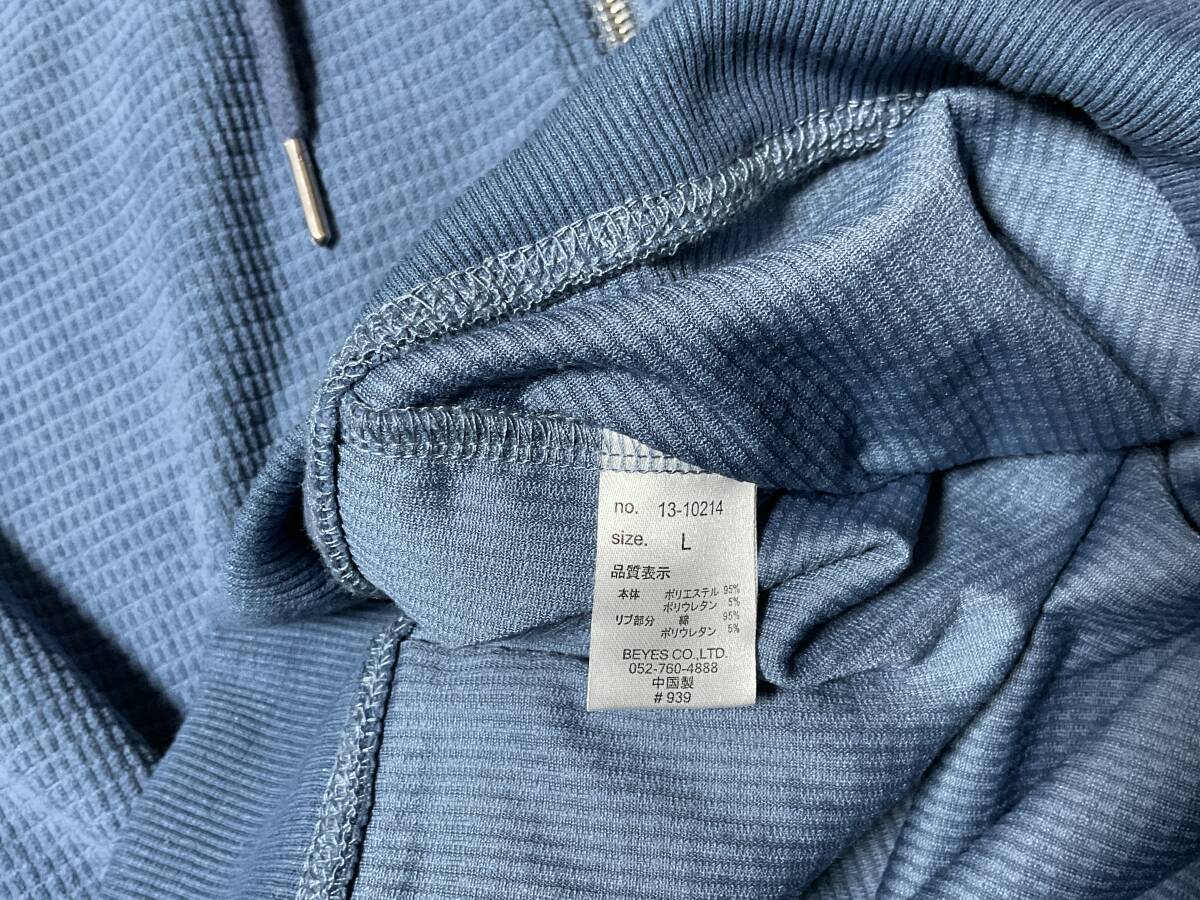 no. 13-10214
size. L
品質表示
本体 ポリエステル 95%
ポリウレタン 5%
リブ部分 綿 95%
ポリウレタン 5%
BEYES CO.,LTD.
052-760-4888
中国製
# 939